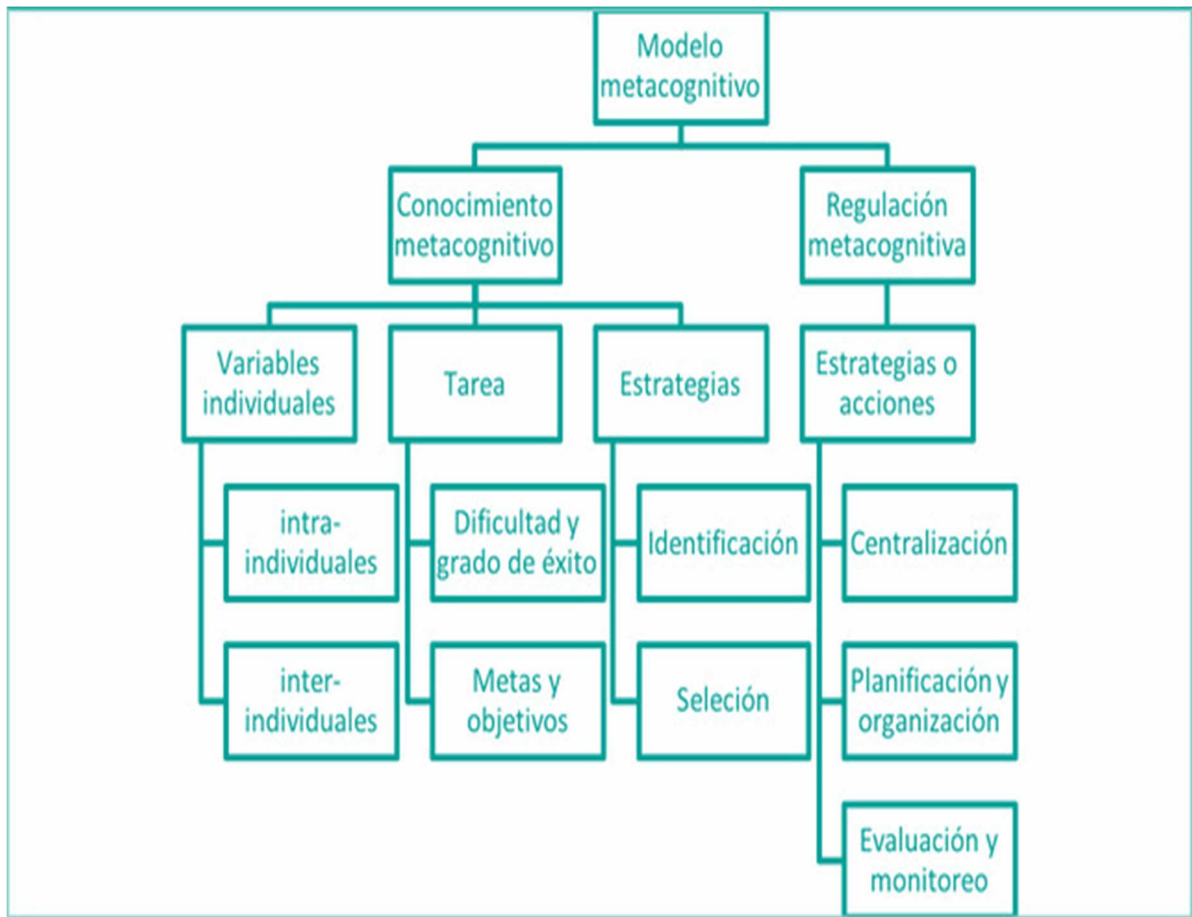 Modelo
metacognitivo
Conocimiento
metacognitivo
Regulación
metacognitiva
Variables
individuales
Tarea
Estrategias
Estrategias o
acciones
intra-
individuales
Dificultad y
grado de éxito
Identificación
Centralización
inter-
individuales
Metas y
objetivos
Seleción
Planificación y
organización
Evaluación y
monitoreo